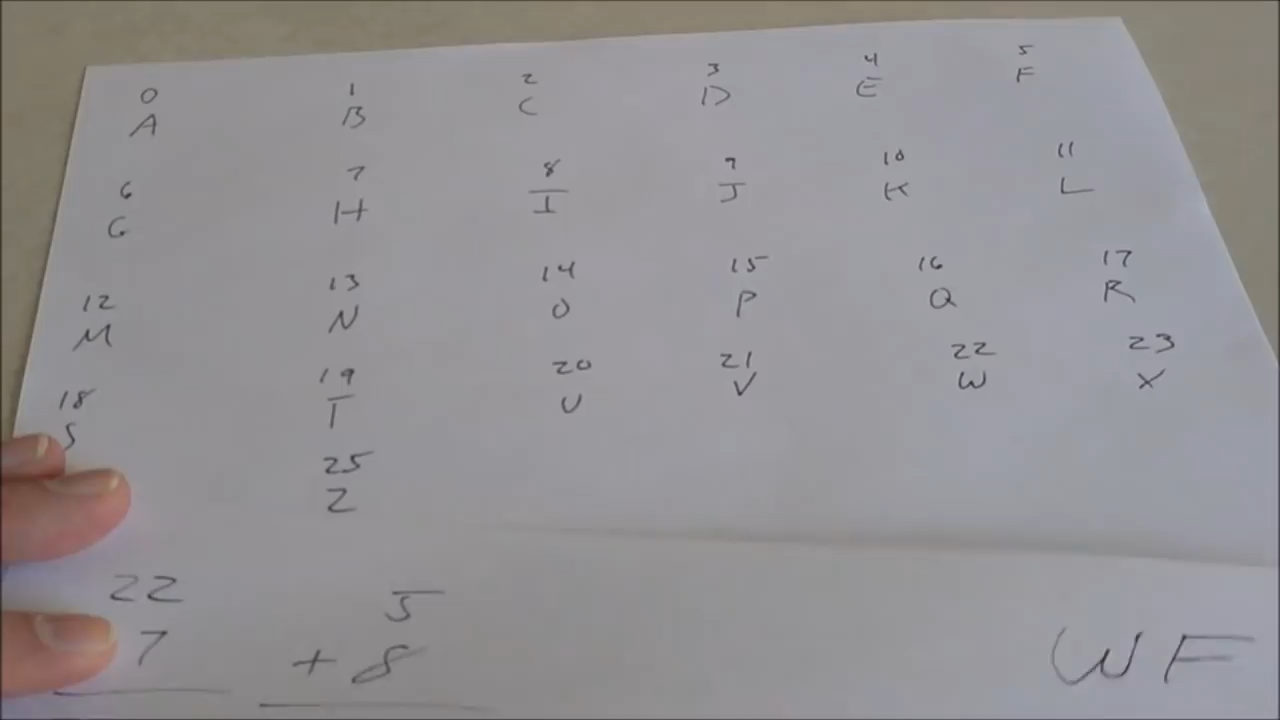 0 1 2 3 4 5
A B C D E F
6 7 8 9 10 11
G H I J K L
12 13 14 15 16 17
M N O P Q R
18 19 20 21 22 23
S T U V W X
25
Z
22 5
7 + 8
W F